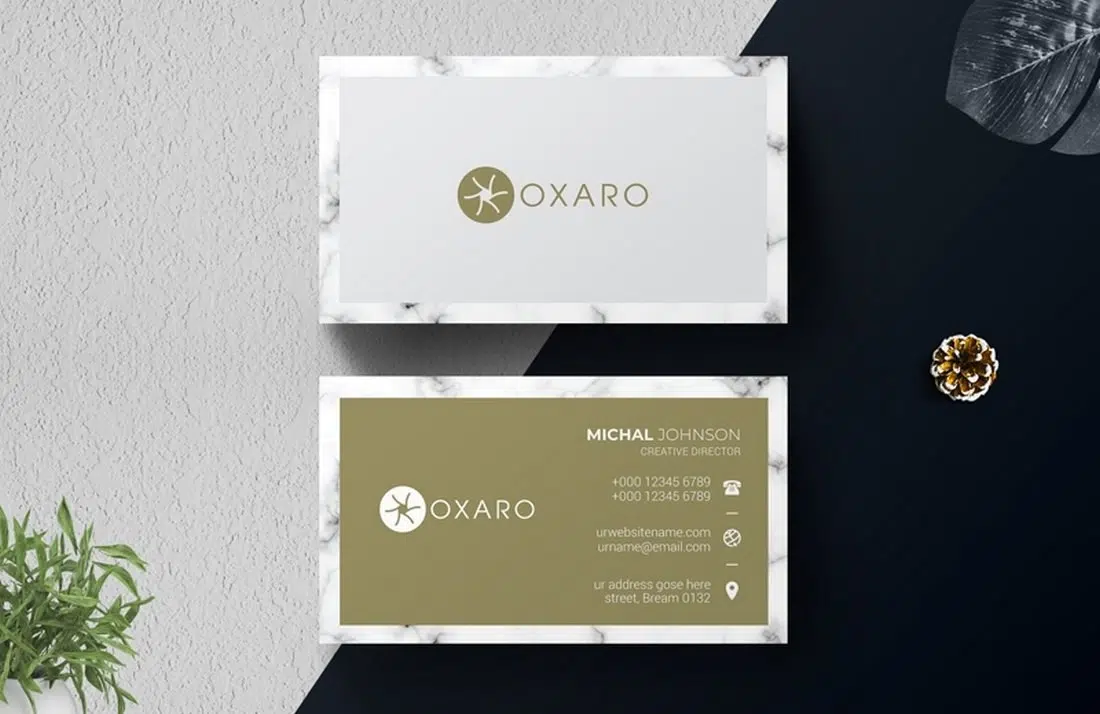 OXARO
MICHAL JOHNSON
CREATIVE DIRECTOR
+000 12345 6789
+000 12345 6789
OXARO
urwebsitename.com
urname@email.com
ur address gose here
street, Bream 0132